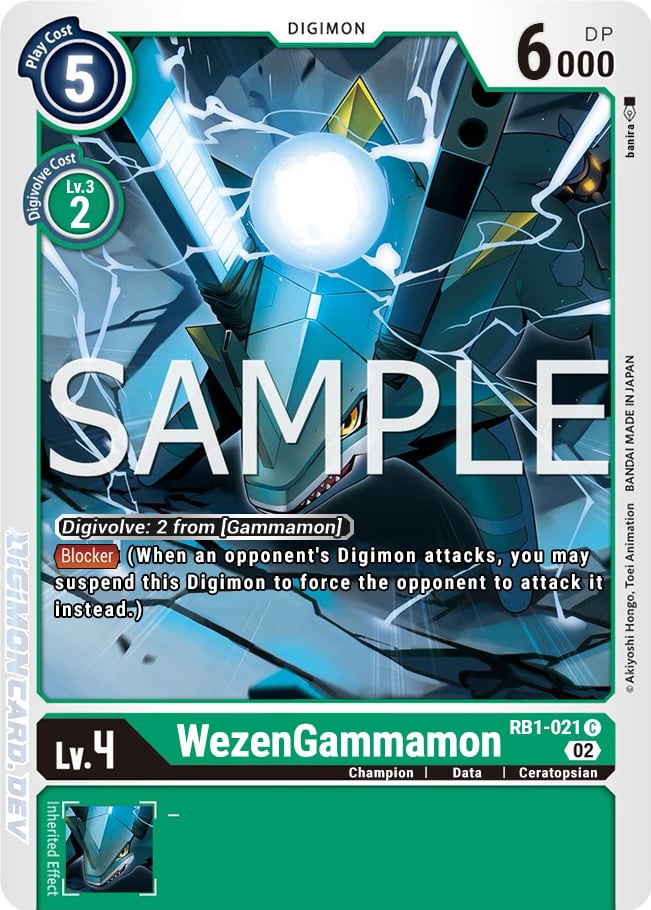 DIGIMON
Play Cost
5
DP
6000
Digivolve Cost
Lv.3
2
banira
SAMPLE
Digivolve: 2 from [Gammamon]
Blocker (When an opponent's Digimon attacks, you may
suspend this Digimon to force the opponent to attack it
instead.)
© Akiyoshi Hongo, Toei Animation BANDAI MADE IN JAPAN
DIGIMONCARD.DEV
Lv.4
WezenGammamon
RB1-021 C
02
Champion | Data | Ceratopsian
Inherited Effect
–